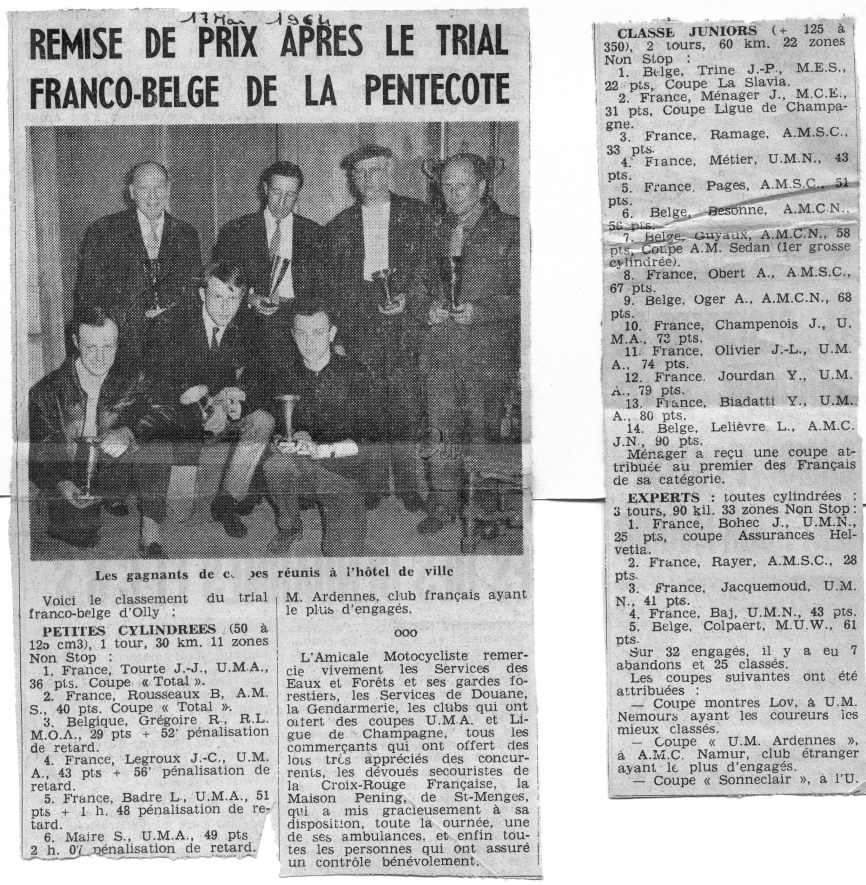 17 Mai 1964
REMISE DE PRIX APRES LE TRIAL
FRANCO-BELGE DE LA PENTECOTE
Les gagnants de c pes réunis à l'hôtel de ville
Voici le classement du trial
franco-belge d'Olly :
PETITES CYLINDREES (50 à
125 cm3), 1 tour, 30 km. 11 zones
Non Stop :
1. France, Tourte J.-J., U.M.A.,
36 pts. Coupe « Total ».
2. France, Rousseaux B, A.M.
S., 40 pts. Coupe « Total ».
3. Belgique, Grégoire R., R.L.
M.O.A., 29 pts + 52' pénalisation
de retard.
4. France, Legroux J.-C., U.M.
A., 43 pts + 56' pénalisation de
retard.
5. France, Badre L., U.M.A., 51
pts + 1 h. 48 pénalisation de re-
tard.
6. Maire S., U.M.A., 49 pts
2 h. 07 pénalisation de retard.
M. Ardennes, club français ayant
le plus d'engagés.
ooo
L'Amicale Motocycliste remer-
cie vivement les Services des
Eaux et Forêts et ses gardes fo-
restiers, les Services de Douane,
la Gendarmerie, les clubs qui ont
offert des coupes U.M.A. et Li-
gue de Champagne, tous les
commerçants qui ont offert des
lots très appréciés des concur-
rents, les dévoués secouristes de
la Croix-Rouge Française, la
Maison Pening, de St-Menges,
qui a mis gracieusement à sa
disposition, toute la ournée, une
de ses ambulances, et enfin tou-
tes les personnes qui ont assuré
un contrôle bénévolement.
CLASSE JUNIORS (+ 125 à
350), 2 tours, 60 km. 22 zones
Non Stop :
1. Belge, Trine J.-P., M.E.S.,
22 pts, Coupe La Slavia.
2. France, Ménager J., M.C.E.,
31 pts, Coupe Ligue de Champa-
gne.
3. France, Ramage, A.M.S.C.,
33 pts.
4. France, Métier, U.M.N., 43
pts.
5. France, Pages, A.M.S.C., 51
pts.
6. Belge, Besonne, A.M.C.N.,
56 pts.
7. Belge, Guyaux, A.M.C.N., 58
pts, Coupe A.M. Sedan (1er grosse
cylindrée).
8. France, Obert A., A.M.S.C.,
67 pts.
9. Belge, Oger A., A.M.C.N., 68
pts.
10. France, Champenois J., U.
M.A., 73 pts.
11. France, Olivier J.-L., U.M.
A., 74 pts.
12. France, Jourdan Y., U.M.
A., 79 pts.
13. France, Biadatti Y., U.M.
A., 80 pts.
14. Belge, Lelièvre L., A.M.C.
J.N., 90 pts.
Ménager a reçu une coupe at-
tribuée au premier des Français
de sa catégorie.
EXPERTS : toutes cylindrées :
3 tours, 90 kil. 33 zones Non Stop :
1. France, Bohec J., U.M.N.,
25 pts, coupe Assurances Hel-
vetia.
2. France, Rayer, A.M.S.C., 28
pts.
3. France, Jacquemoud, U.M.
N., 41 pts.
4. France, Baj, U.M.N., 43 pts.
5. Belge, Colpaert, M.U.W., 61
pts.
Sur 32 engagés, il y a eu 7
abandons et 25 classés.
Les coupes suivantes ont été
attribuées :
— Coupe montres Lov, à U.M.
Nemours ayant les coureurs les
mieux classés.
— Coupe « U.M. Ardennes »,
à A.M.C. Namur, club étranger
ayant le plus d'engagés.
— Coupe « Sonneclair », à l'U.